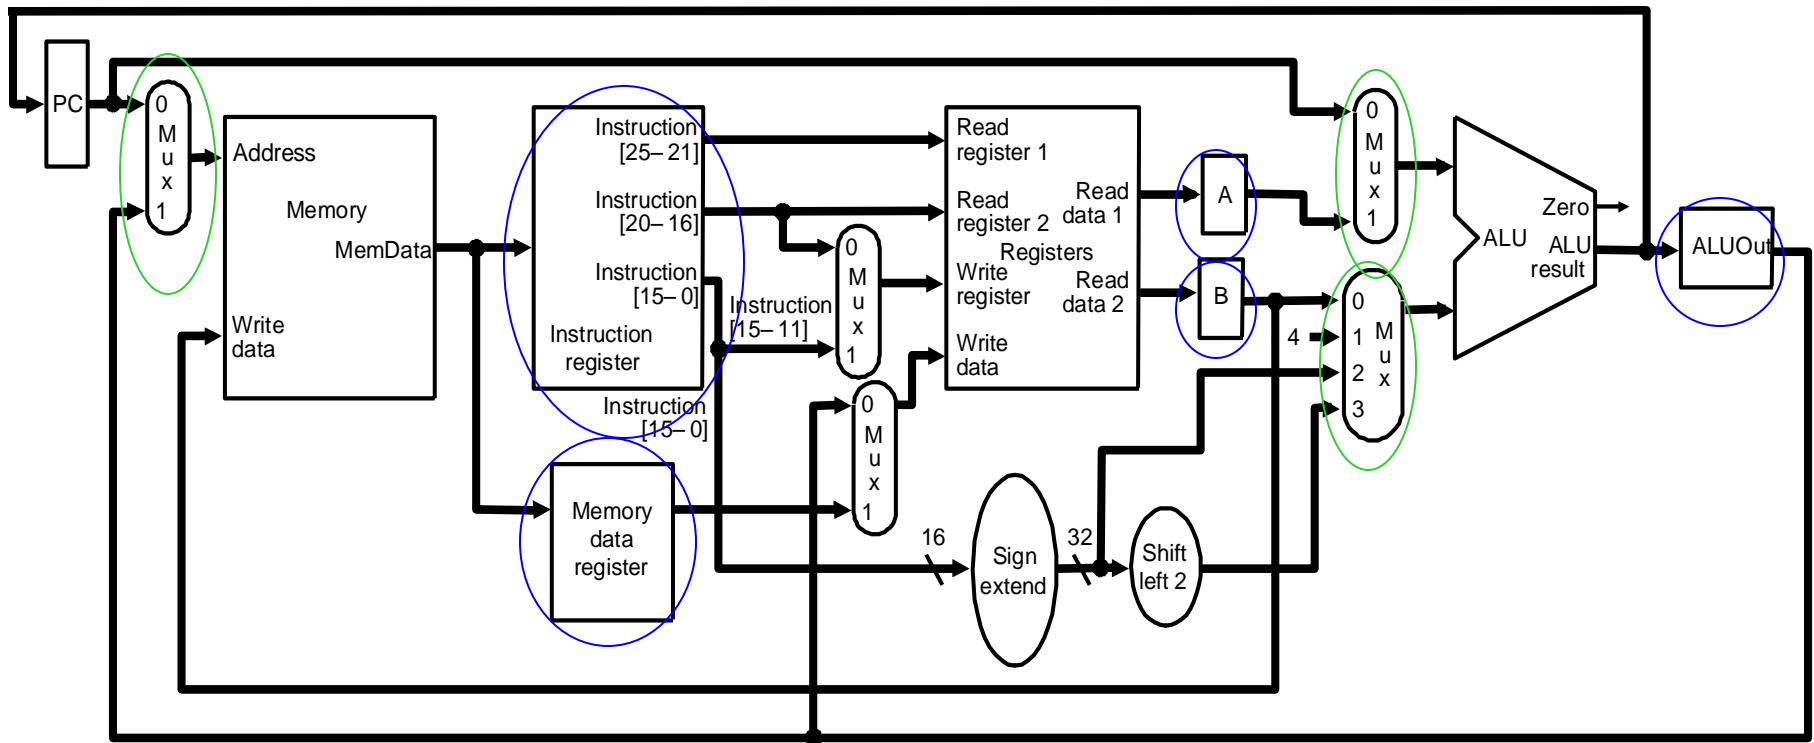 PC
0
M
u
x
1
Address
Memory
MemData
Write
data
Instruction
[25–21]
Instruction
[20–16]
Instruction
[15–0]
Instruction
register
Instruction
[15–11]
Instruction
[15–0]
Memory
data
register
0
M
u
x
1
0
M
u
x
1
Read
register 1
Read
register 2
Registers
Write
register
Write
data
Read
data 1
Read
data 2
16
Sign
extend
32
Shift
left 2
A
B
4
0
M
u
x
1
0
1
2
3
M
u
x
Zero
ALU
ALU
result
ALUOut